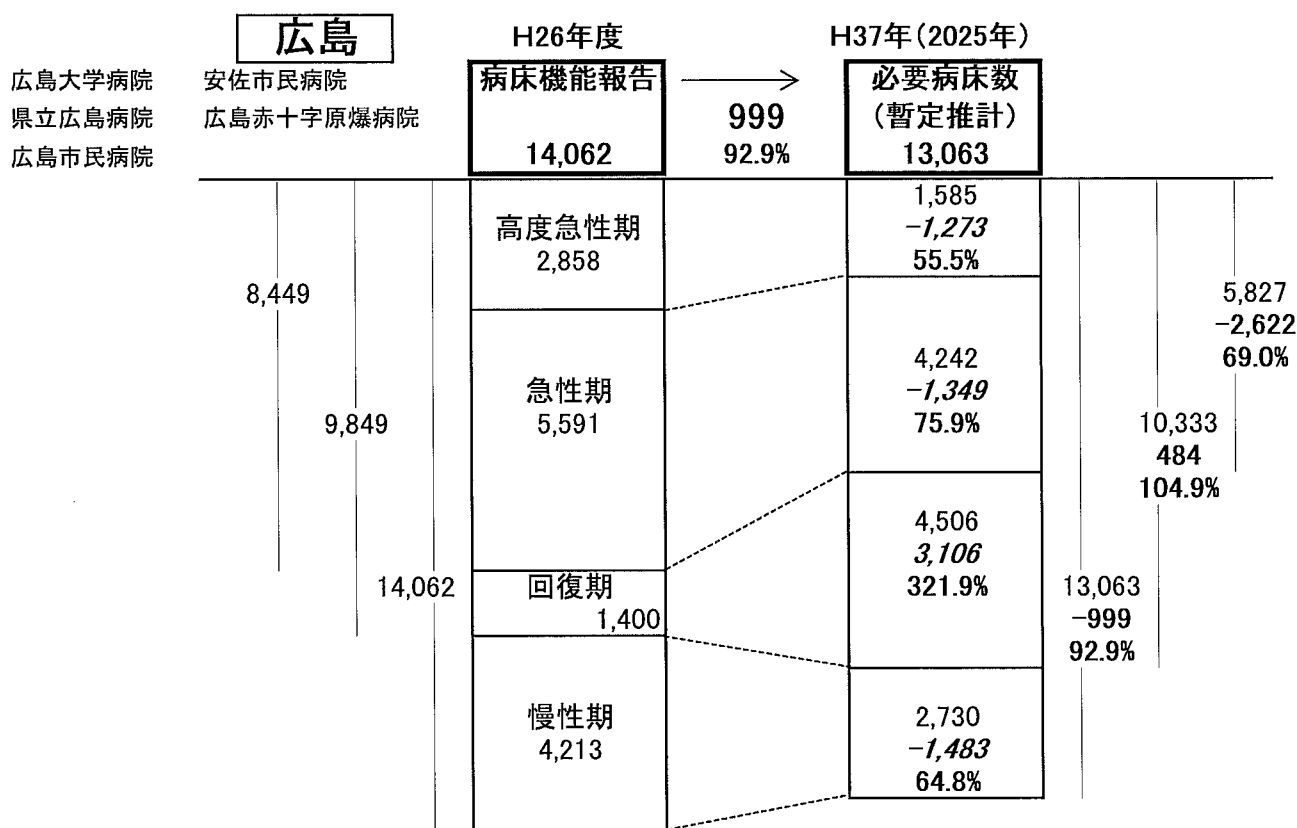 広島
H26年度
H37年(2025年)
広島大学病院 安佐市民病院
県立広島病院 広島赤十字原爆病院
広島市民病院
病床機能報告
14,062
999
92.9%
必要病床数
(暫定推計)
13,063
高度急性期
2,858
1,585
-1,273
55.5%
8,449
5,827
-2,622
69.0%
急性期
5,591
4,242
-1,349
75.9%
9,849
10,333
484
104.9%
回復期
1,400
4,506
3,106
321.9%
14,062
13,063
-999
92.9%
慢性期
4,213
2,730
-1,483
64.8%